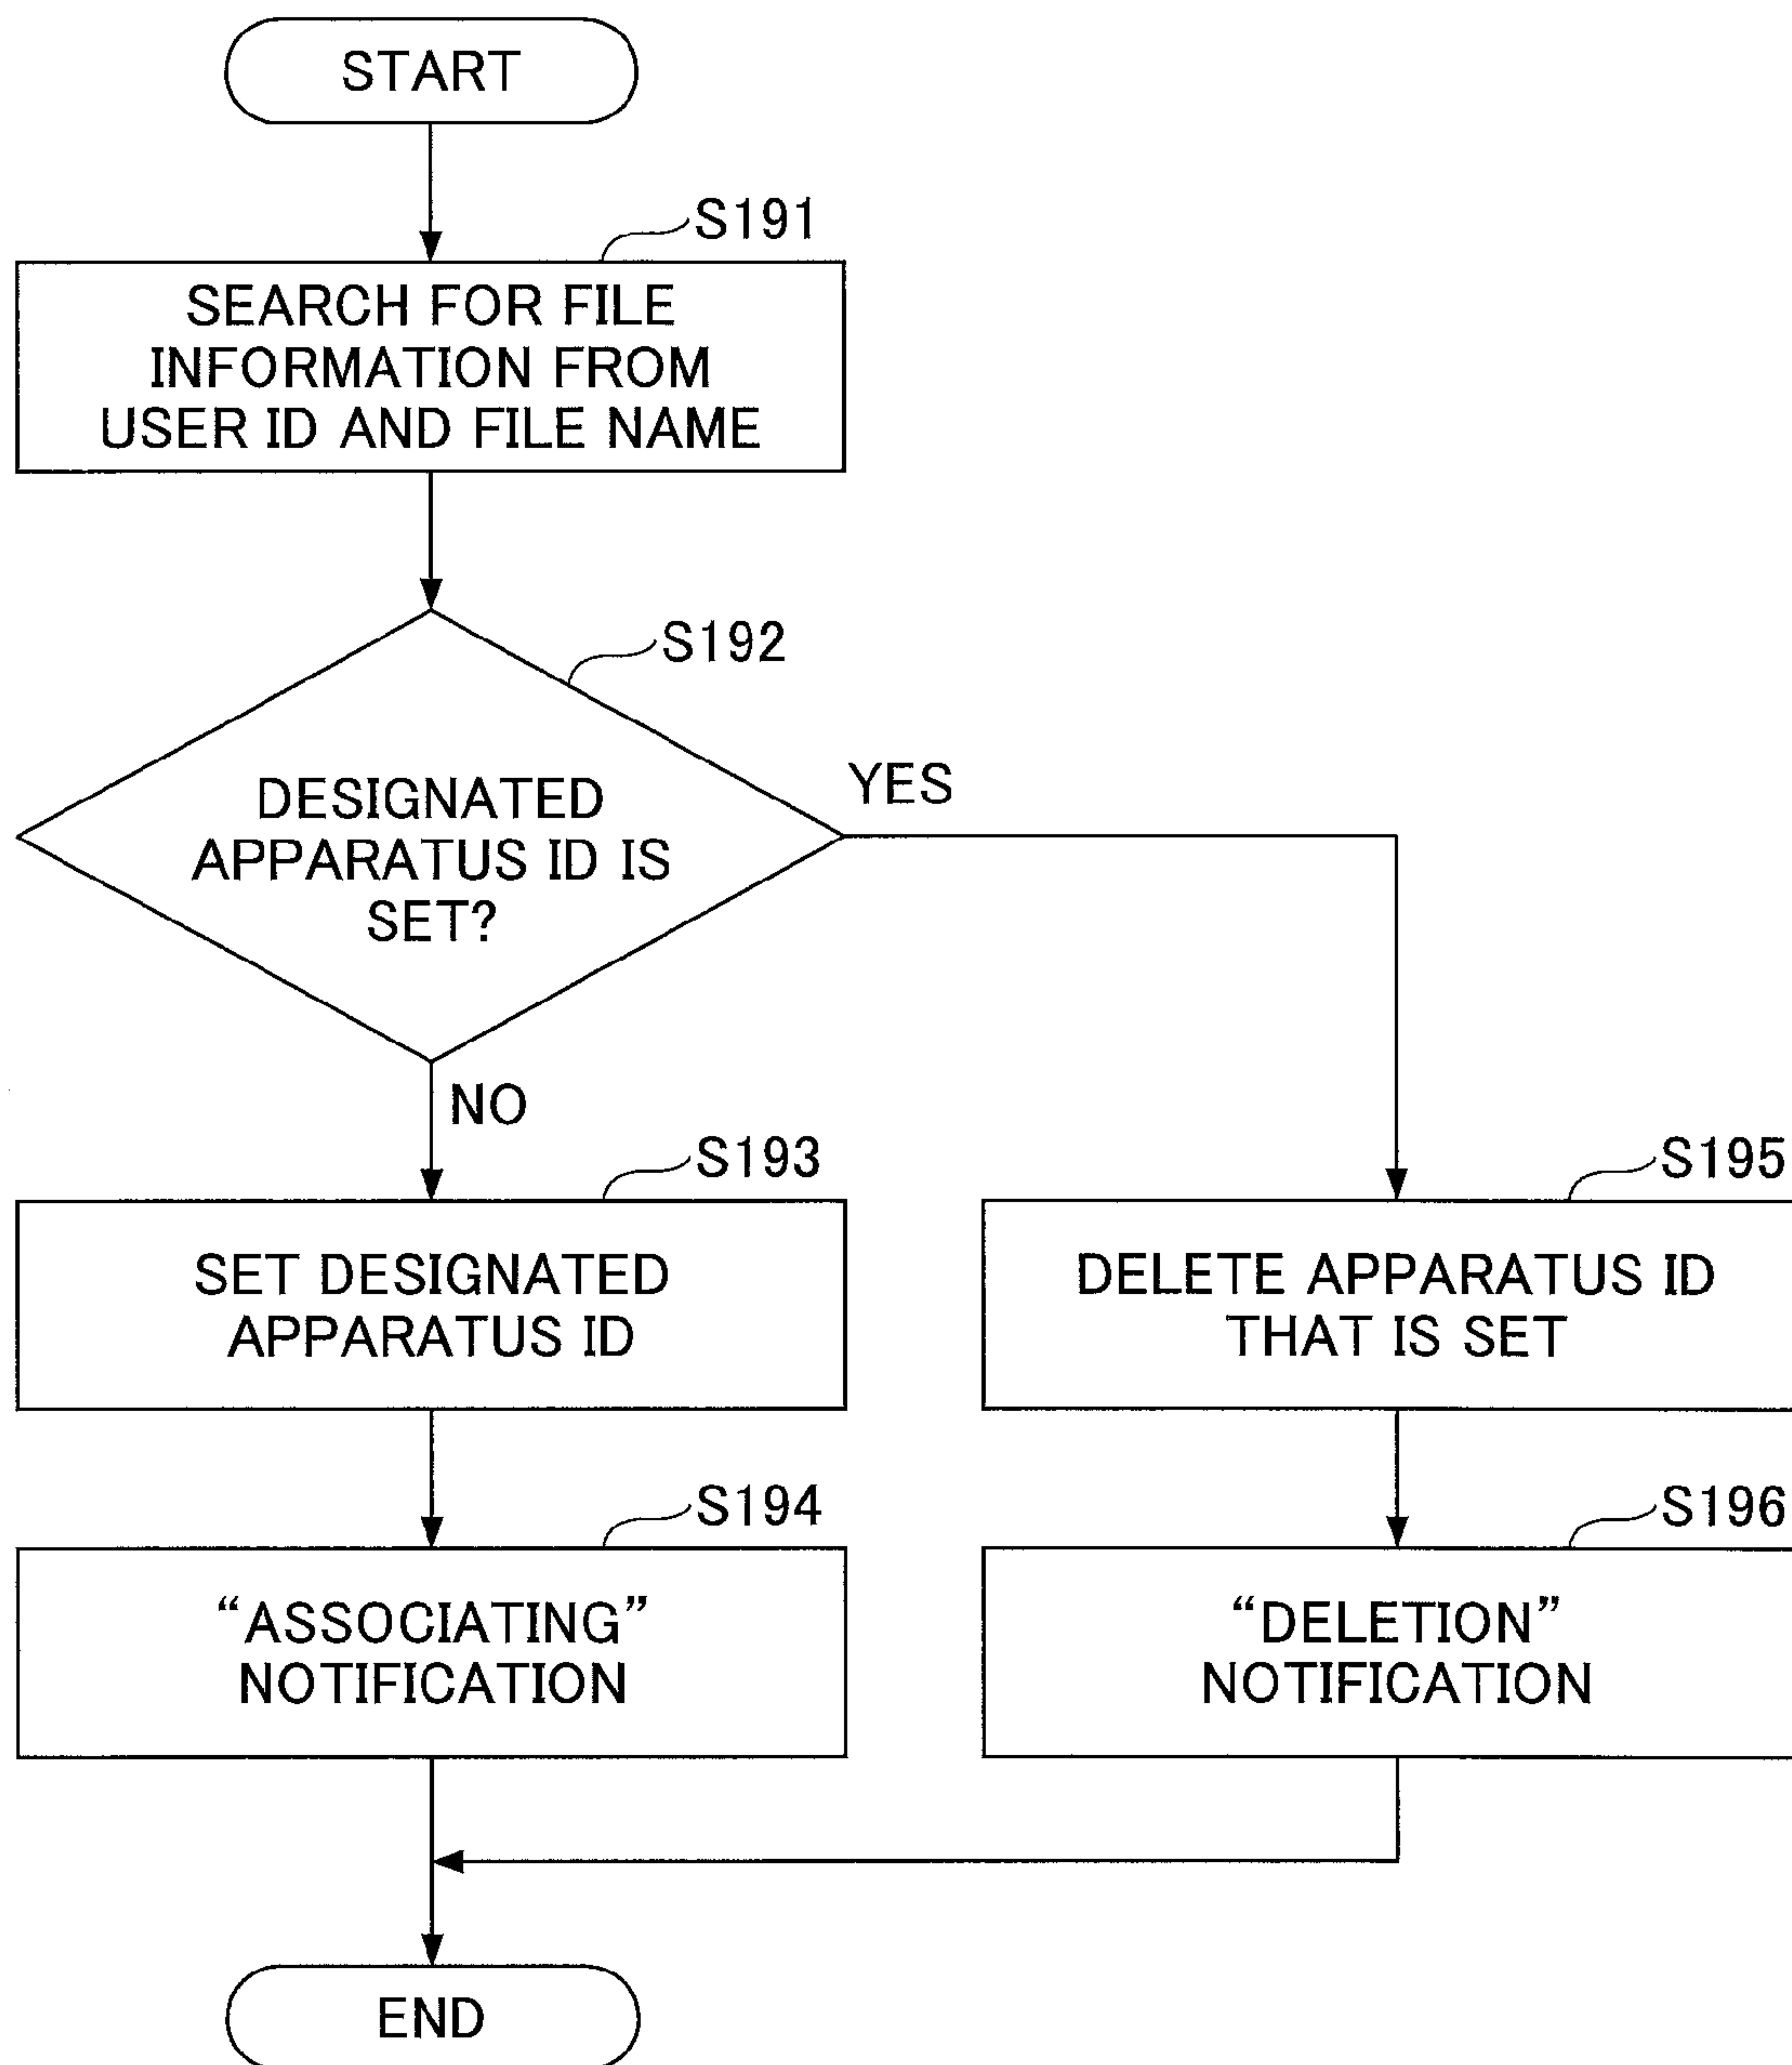 START
S191
SEARCH FOR FILE
INFORMATION FROM
USER ID AND FILE NAME
S192
DESIGNATED
APPARATUS ID IS
SET?
YES
NO
S193
SET DESIGNATED
APPARATUS ID
S195
DELETE APPARATUS ID
THAT IS SET
S194
“ASSOCIATING”
NOTIFICATION
S196
“DELETION”
NOTIFICATION
END